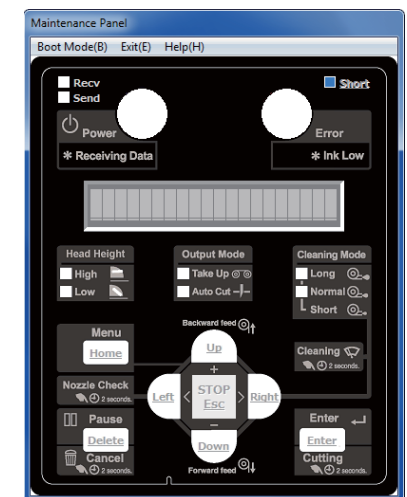 Maintenance Panel
Boot Mode(B) Exit(E) Help(H)
Recv
Send
Short
Power
Error
* Receiving Data
* Ink Low
Head Height
High
Low
Output Mode
Take Up
Auto Cut
Cleaning Mode
Long
Normal
Short
Backward feed
Menu
Home
Up
+
Cleaning
2 seconds.
Nozzle Check
2 seconds.
Left
<
STOP
Esc
>
Right
Pause
Delete
Cancel
2 seconds.
–
Down
Forward feed
Enter
Enter
Cutting
2 seconds.